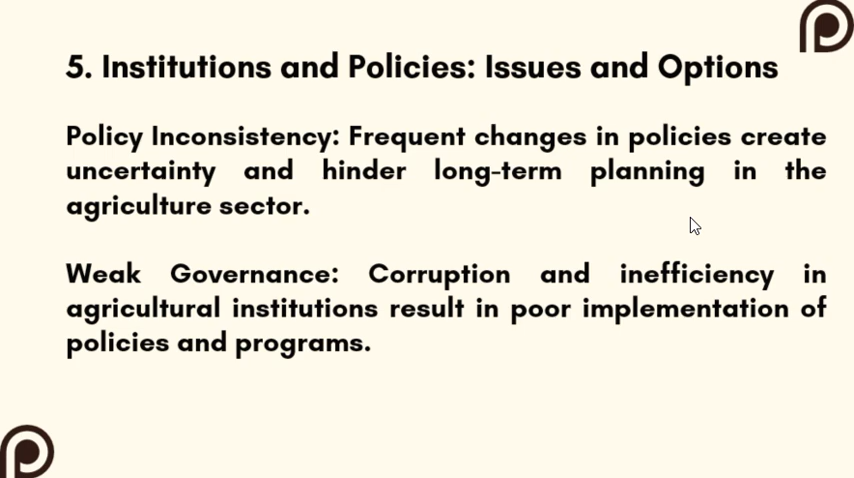 5. Institutions and Policies: Issues and Options
Policy Inconsistency: Frequent changes in policies create
uncertainty and hinder long-term planning in the
agriculture sector.
Weak Governance: Corruption and inefficiency in
agricultural institutions result in poor implementation of
policies and programs.